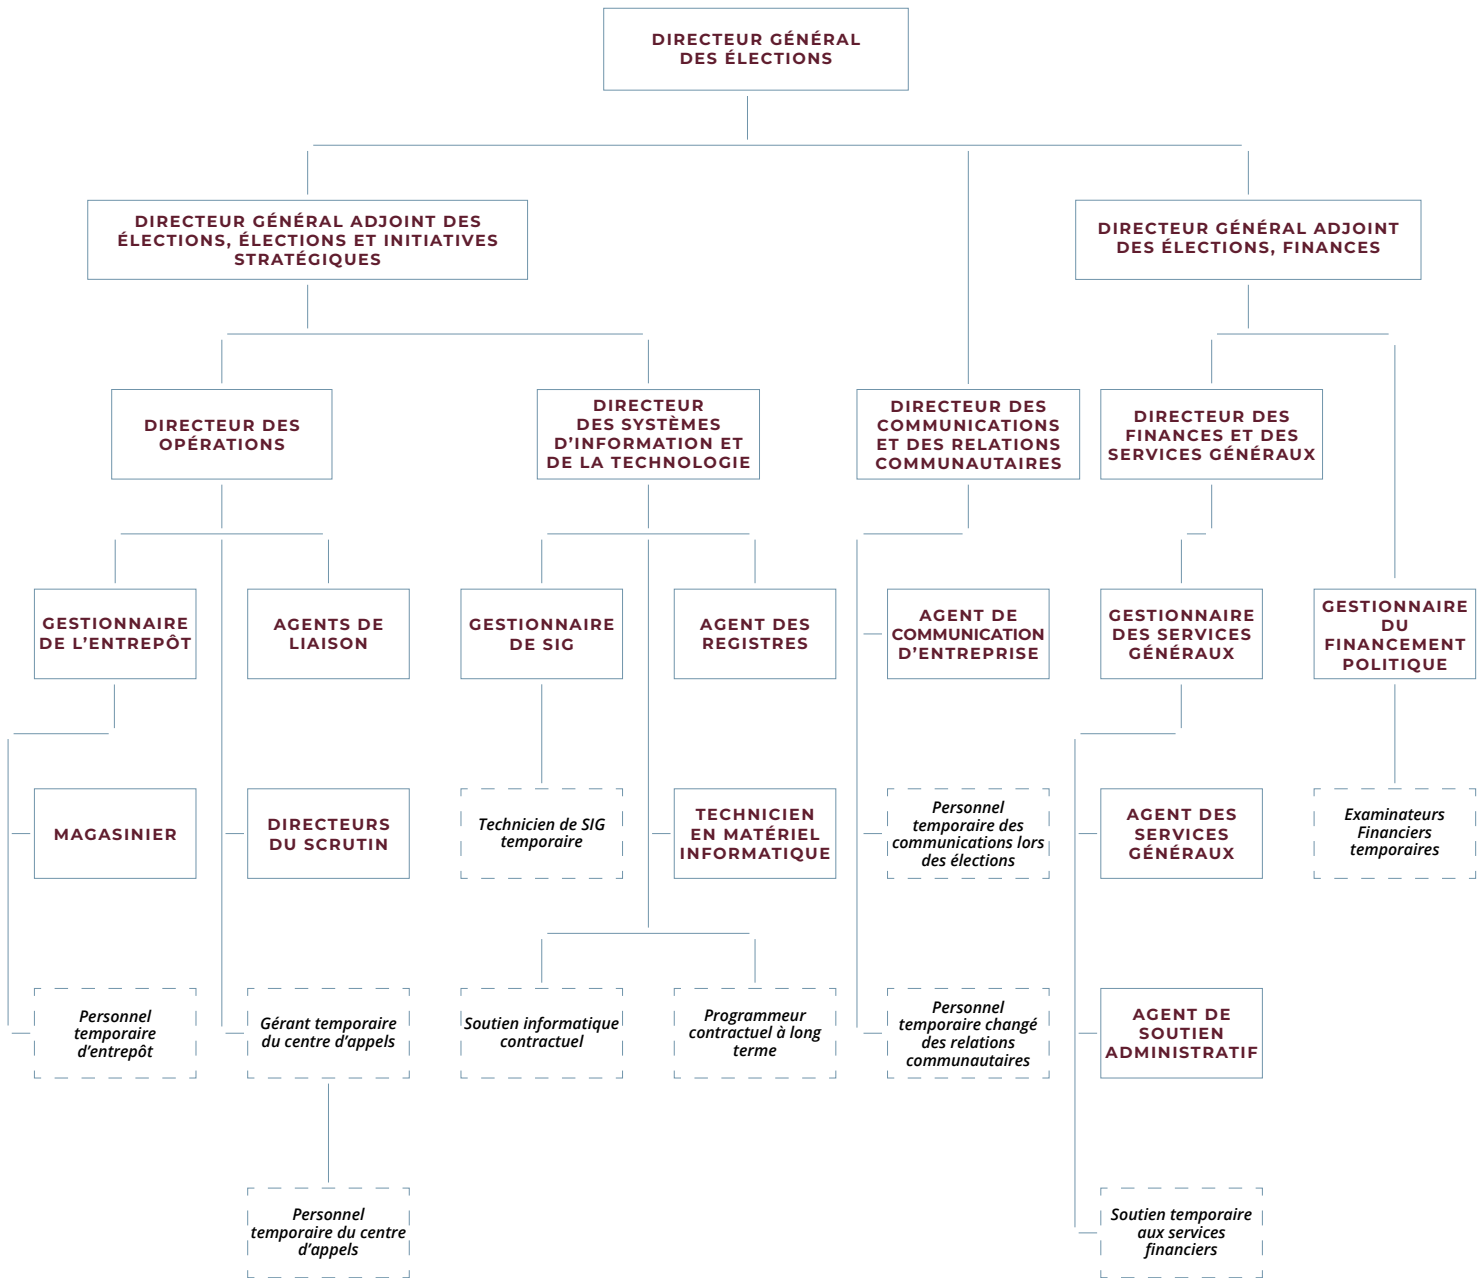 DIRECTEUR GÉNÉRAL
DES ÉLECTIONS
DIRECTEUR GÉNÉRAL ADJOINT DES
ÉLECTIONS, ÉLECTIONS ET INITIATIVES
STRATÉGIQUES
DIRECTEUR GÉNÉRAL ADJOINT
DES ÉLECTIONS, FINANCES
DIRECTEUR DES
OPÉRATIONS
DIRECTEUR
DES SYSTÈMES
D’INFORMATION ET
DE LA TECHNOLOGIE
DIRECTEUR DES
COMMUNICATIONS
ET DES RELATIONS
COMMUNAUTAIRES
DIRECTEUR DES
FINANCES ET DES
SERVICES GÉNÉRAUX
GESTIONNAIRE
DE L’ENTREPÔT
AGENTS DE
LIAISON
GESTIONNAIRE
DE SIG
AGENT DES
REGISTRES
AGENT DE
COMMUNICATION
D’ENTREPRISE
GESTIONNAIRE
DES SERVICES
GÉNÉRAUX
GESTIONNAIRE
DU
FINANCEMENT
POLITIQUE
MAGASINIER
DIRECTEURS
DU SCRUTIN
Technicien de SIG
temporaire
TECHNICIEN
EN MATÉRIEL
INFORMATIQUE
Personnel
temporaire des
communications lors
des élections
AGENT DES
SERVICES
GÉNÉRAUX
Examinateurs
Financiers
temporaires
Personnel
temporaire
d’entrepôt
Gérant temporaire
du centre d’appels
Soutien informatique
contractuel
Programmeur
contractuel à long
terme
Personnel
temporaire changé
des relations
communautaires
AGENT DE
SOUTIEN
ADMINISTRATIF
Personnel
temporaire du centre
d’appels
Soutien temporaire
aux services
financiers